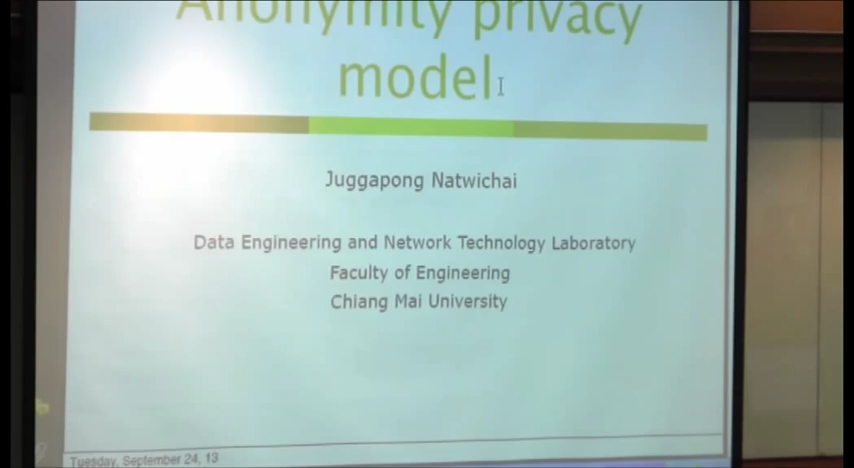 Anonymity privacy
model
Juggapong Natwichai
Data Engineering and Network Technology Laboratory
Faculty of Engineering
Chiang Mai University
Tuesday, September 24, 13